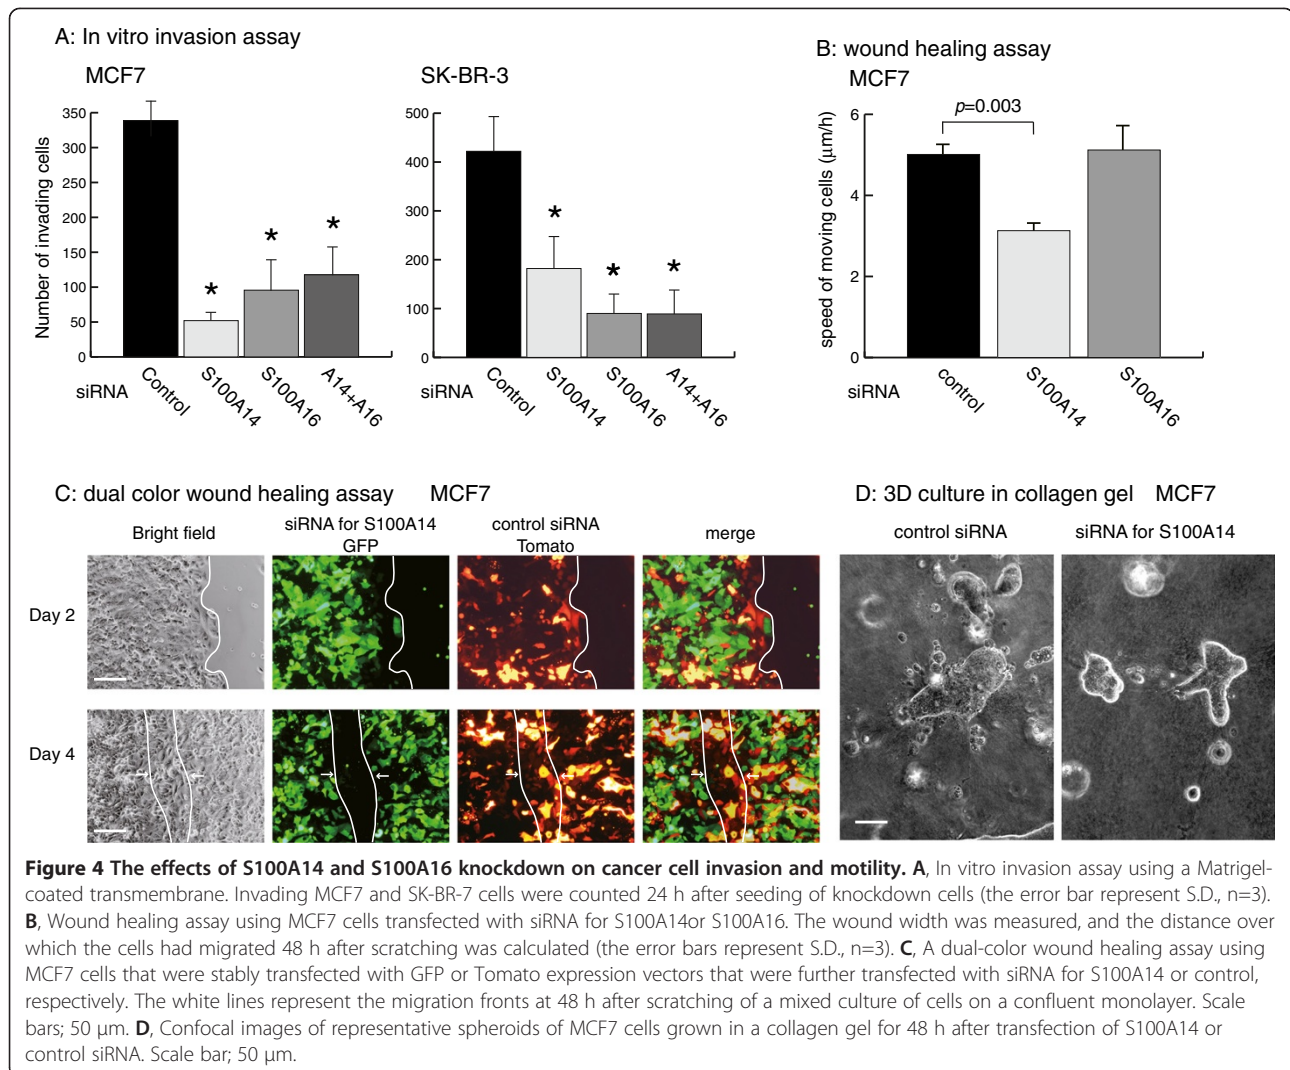 A: In vitro invasion assay
MCF7
Number of invading cells
350
300
250
200
150
100
50
0
*
*
*
siRNA
Control
S100A14
S100A16
A14+A16
SK-BR-3
500
400
300
200
100
0
*
*
*
siRNA
Control
S100A14
S100A16
A14+A16
B: wound healing assay
MCF7
speed of moving cells (μm/h)
6
4
2
0
p=0.003
siRNA
control
S100A14
S100A16
C: dual color wound healing assay MCF7
Bright field
siRNA for S100A14
GFP
control siRNA
Tomato
merge
Day 2
Day 4
D: 3D culture in collagen gel MCF7
control siRNA
siRNA for S100A14
Figure 4 The effects of S100A14 and S100A16 knockdown on cancer cell invasion and motility. A, In vitro invasion assay using a Matrigel-
coated transmembrane. Invading MCF7 and SK-BR-7 cells were counted 24 h after seeding of knockdown cells (the error bar represent S.D., n=3).
B, Wound healing assay using MCF7 cells transfected with siRNA for S100A14or S100A16. The wound width was measured, and the distance over
which the cells had migrated 48 h after scratching was calculated (the error bars represent S.D., n=3). C, A dual-color wound healing assay using
MCF7 cells that were stably transfected with GFP or Tomato expression vectors that were further transfected with siRNA for S100A14 or control,
respectively. The white lines represent the migration fronts at 48 h after scratching of a mixed culture of cells on a confluent monolayer. Scale
bars; 50 μm. D, Confocal images of representative spheroids of MCF7 cells grown in a collagen gel for 48 h after transfection of S100A14 or
control siRNA. Scale bar; 50 μm.